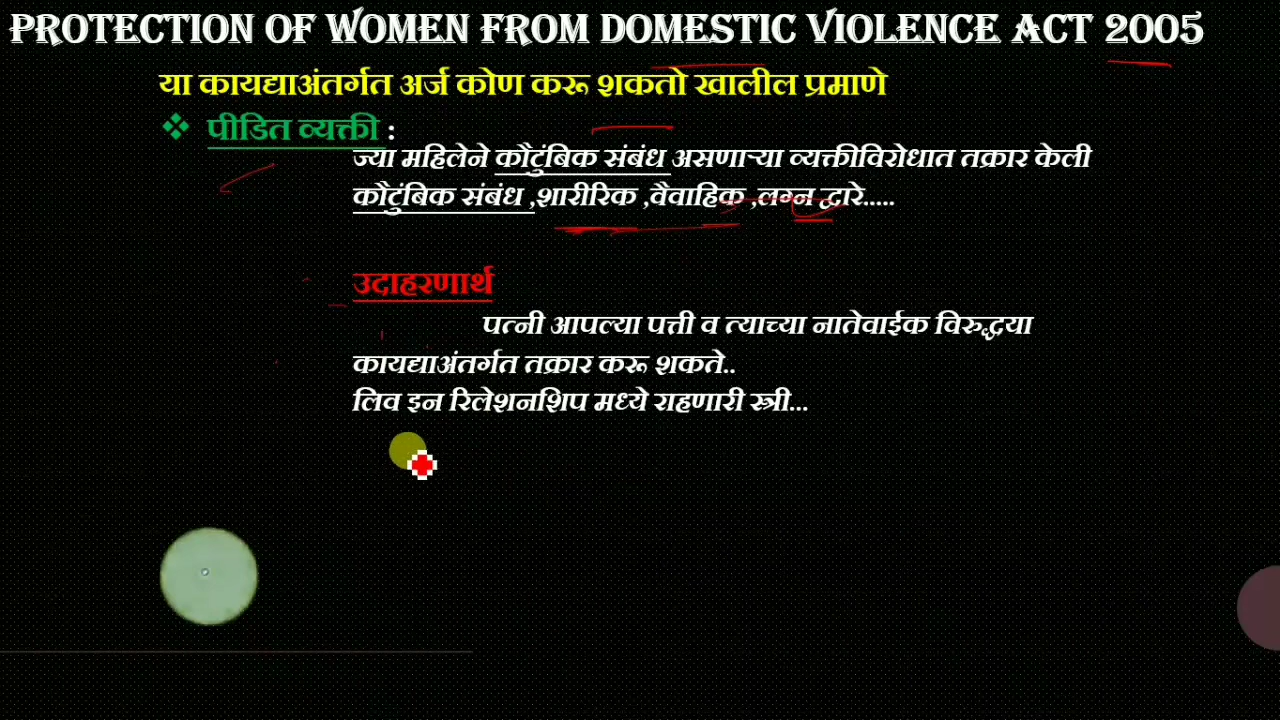 PROTECTION OF WOMEN FROM DOMESTIC VIOLENCE ACT 2005
या कायद्याअंतर्गत अर्ज कोण करू शकतो खालील प्रमाणे
❖ पीडित व्यक्ती :
ज्या महिलेने कौटुंबिक संबंध असणाऱ्या व्यक्तीविरोधात तक्रार केली
कौटुंबिक संबंध ,शारीरिक ,वैवाहिक ,लग्न द्वारे.....
उदाहरणार्थ
पत्नी आपल्या पत्ती व त्याच्या नातेवाईक विरुद्धया
कायद्याअंतर्गत तक्रार करू शकते..
लिव इन रिलेशनशिप मध्ये राहणारी स्त्री...